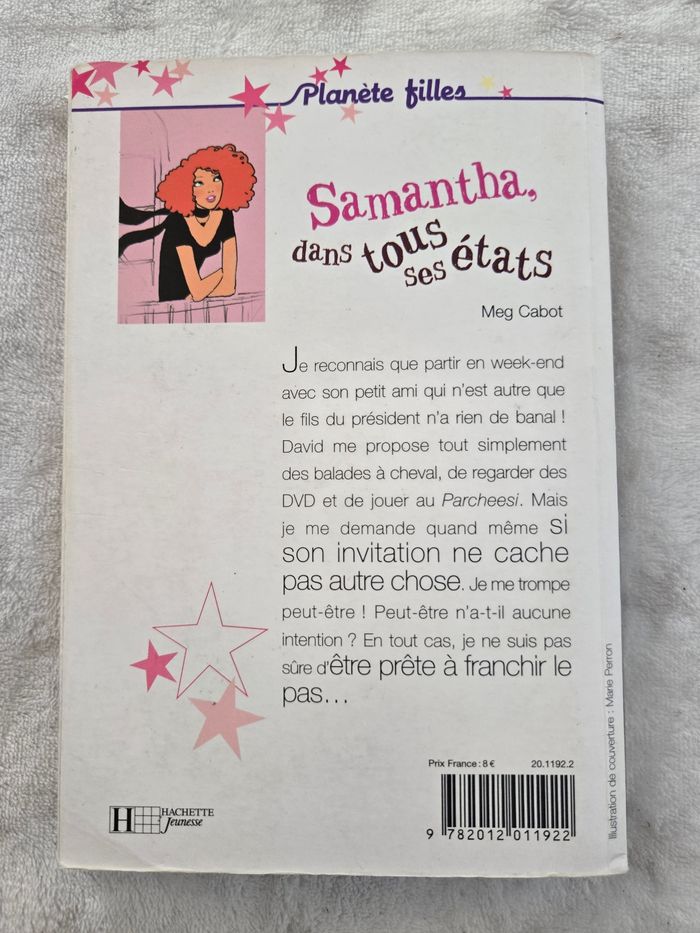 Planète filles
Samantha,
dans tous
ses états
Meg Cabot
Je reconnais que partir en week-end
avec son petit ami qui n'est autre que
le fils du président n'a rien de banal !
David me propose tout simplement
des balades à cheval, de regarder des
DVD et de jouer au Parcheesi. Mais
je me demande quand même si
son invitation ne cache
pas autre chose. Je me trompe
peut-être ! Peut-être n'a-t-il aucune
intention ? En tout cas, je ne suis pas
sûre d'être prête à franchir le
pas...
Illustration de couverture : Marie Perron
Prix France : 8 € 20.1192.2
H HACHETTE
Jeunesse
9 782012 011922